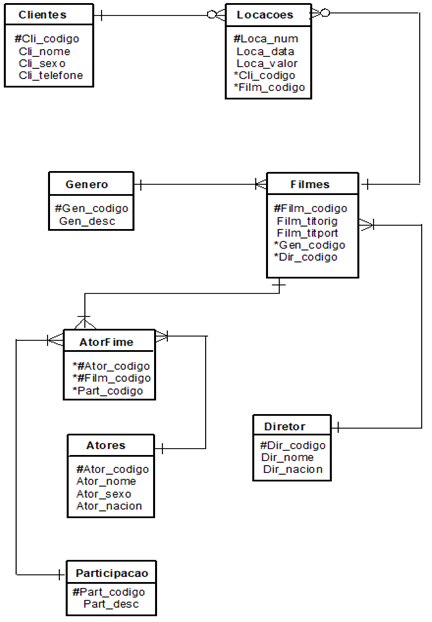 Clientes
#Cli_codigo
Cli_nome
Cli_sexo
Cli_telefone
Locacoes
#Loca_num
Loca_data
Loca_valor
*Cli_codigo
*Film_codigo
Genero
#Gen_codigo
Gen_desc
Filmes
#Film_codigo
Film_titorig
Film_titport
*Gen_codigo
*Dir_codigo
AtorFime
*#Ator_codigo
*#Film_codigo
*Part_codigo
Diretor
#Dir_codigo
Dir_nome
Dir_nacion
Atores
#Ator_codigo
Ator_nome
Ator_sexo
Ator_nacion
Participacao
#Part_codigo
Part_desc